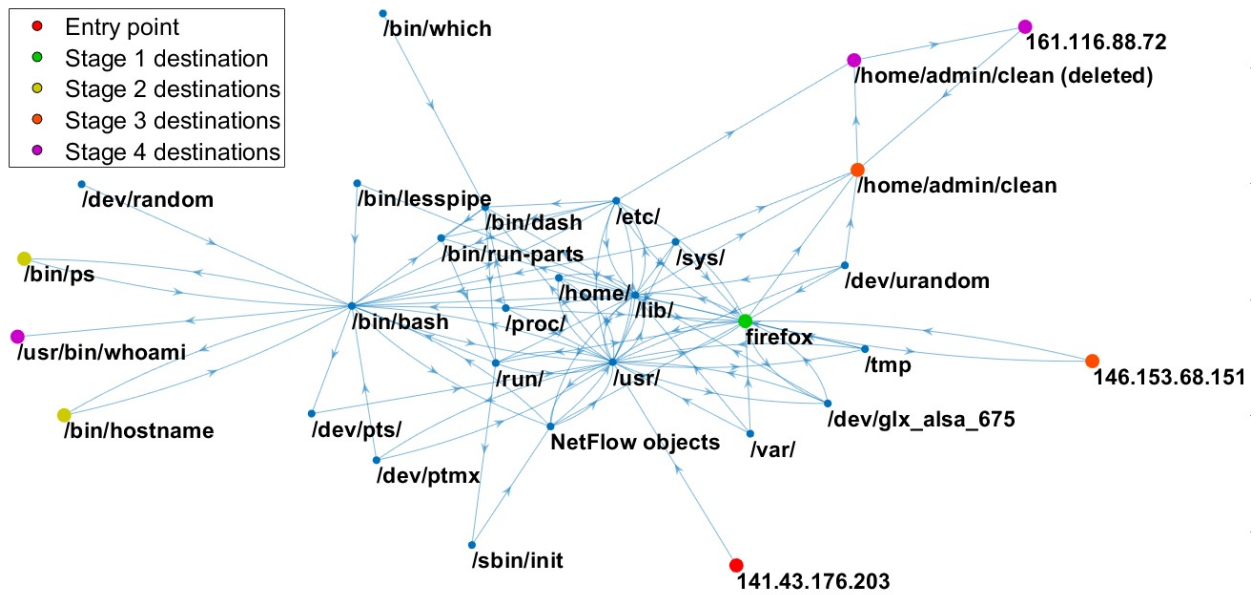 Entry point
Stage 1 destination
Stage 2 destinations
Stage 3 destinations
Stage 4 destinations
/bin/which
161.116.88.72
/home/admin/clean (deleted)
/dev/random
/bin/lesspipe
/home/admin/clean
/bin/dash
/etc/
/bin/run-parts
/sys/
/bin/ps
/dev/urandom
/home/
/lib/
/bin/bash
/proc/
firefox
/usr/bin/whoami
/tmp
/run/
/usr/
146.153.68.151
/bin/hostname
/dev/pts/
NetFlow objects
/dev/glx_alsa_675
/var/
/dev/ptmx
/sbin/init
141.43.176.203